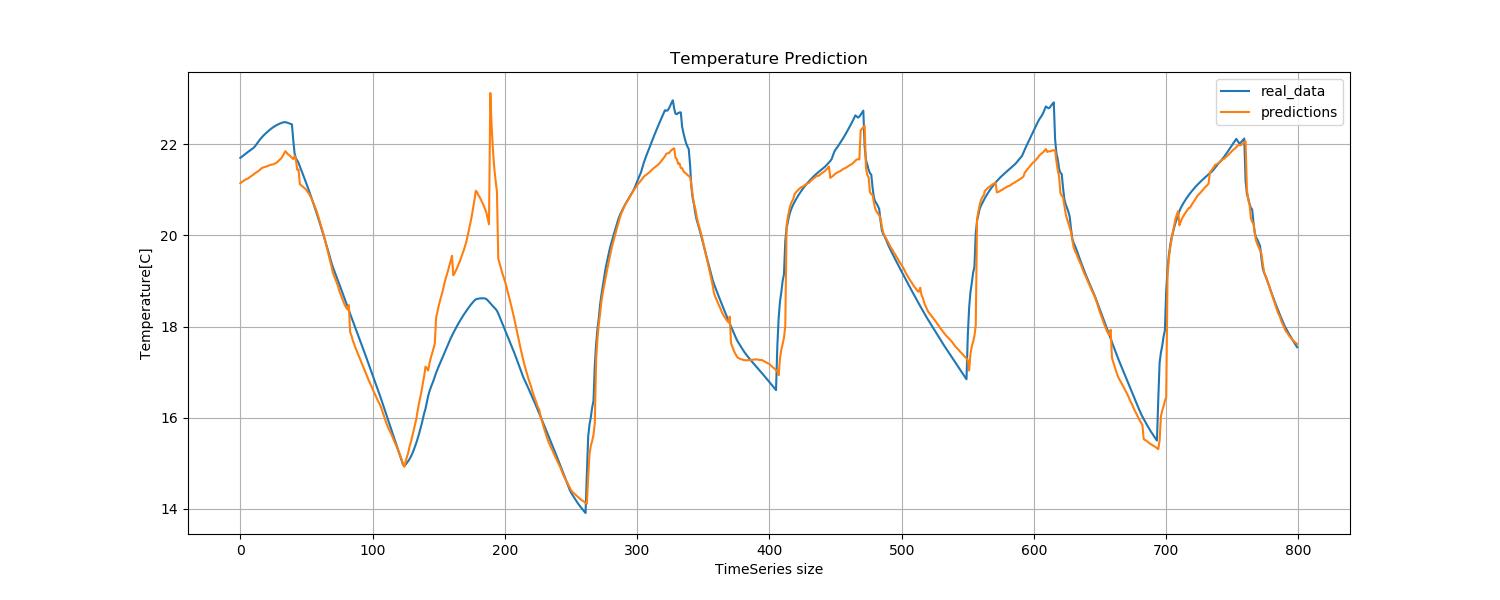 Temperature Prediction
real_data
predictions
Temperature[C]
22
20
18
16
14
0 100 200 300 400 500 600 700 800
TimeSeries size